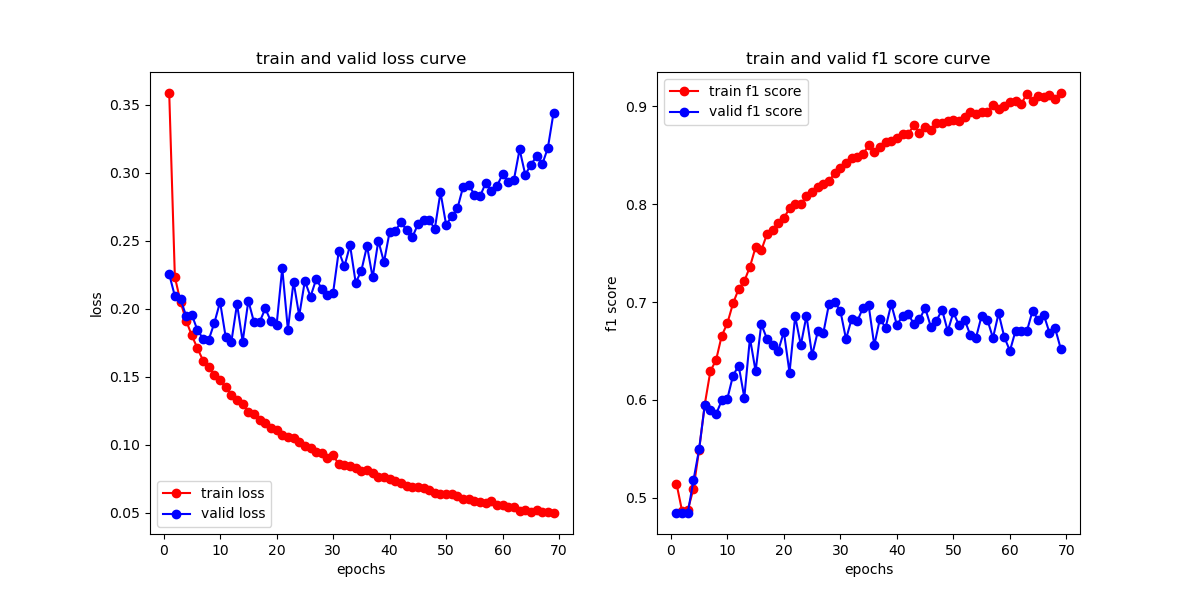 train and valid loss curve
loss
0.35
0.30
0.25
0.20
0.15
0.10
0.05
train loss
valid loss
0 10 20 30 40 50 60 70
epochs
train and valid f1 score curve
f1 score
train f1 score
valid f1 score
0.9
0.8
0.7
0.6
0.5
0 10 20 30 40 50 60 70
epochs